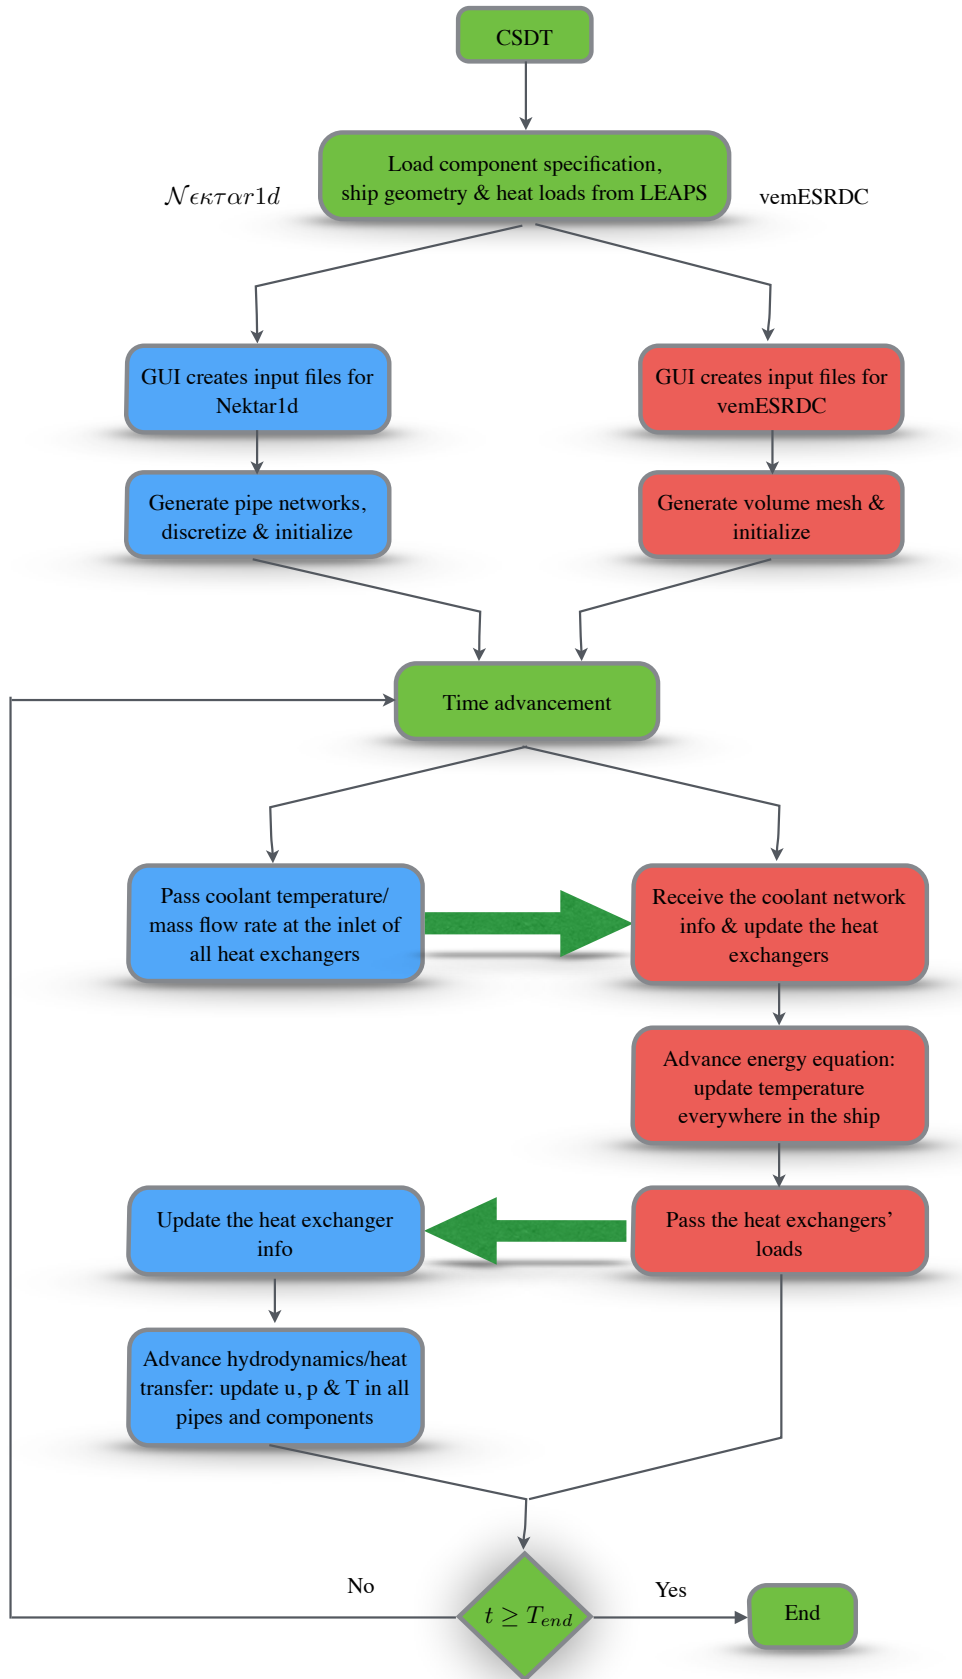 CSDT
Load component specification,
ship geometry & heat loads from LEAPS
𝒩ϵκταr1d
vemESRDC
GUI creates input files for
Nektar1d
GUI creates input files for
vemESRDC
Generate pipe networks,
discretize & initialize
Generate volume mesh &
initialize
Time advancement
Pass coolant temperature/
mass flow rate at the inlet of
all heat exchangers
Receive the coolant network
info & update the heat
exchangers
Advance energy equation:
update temperature
everywhere in the ship
Update the heat exchanger
info
Pass the heat exchangers’
loads
Advance hydrodynamics/heat
transfer: update u, p & T in all
pipes and components
No
Yes
t ≥ T_end
End